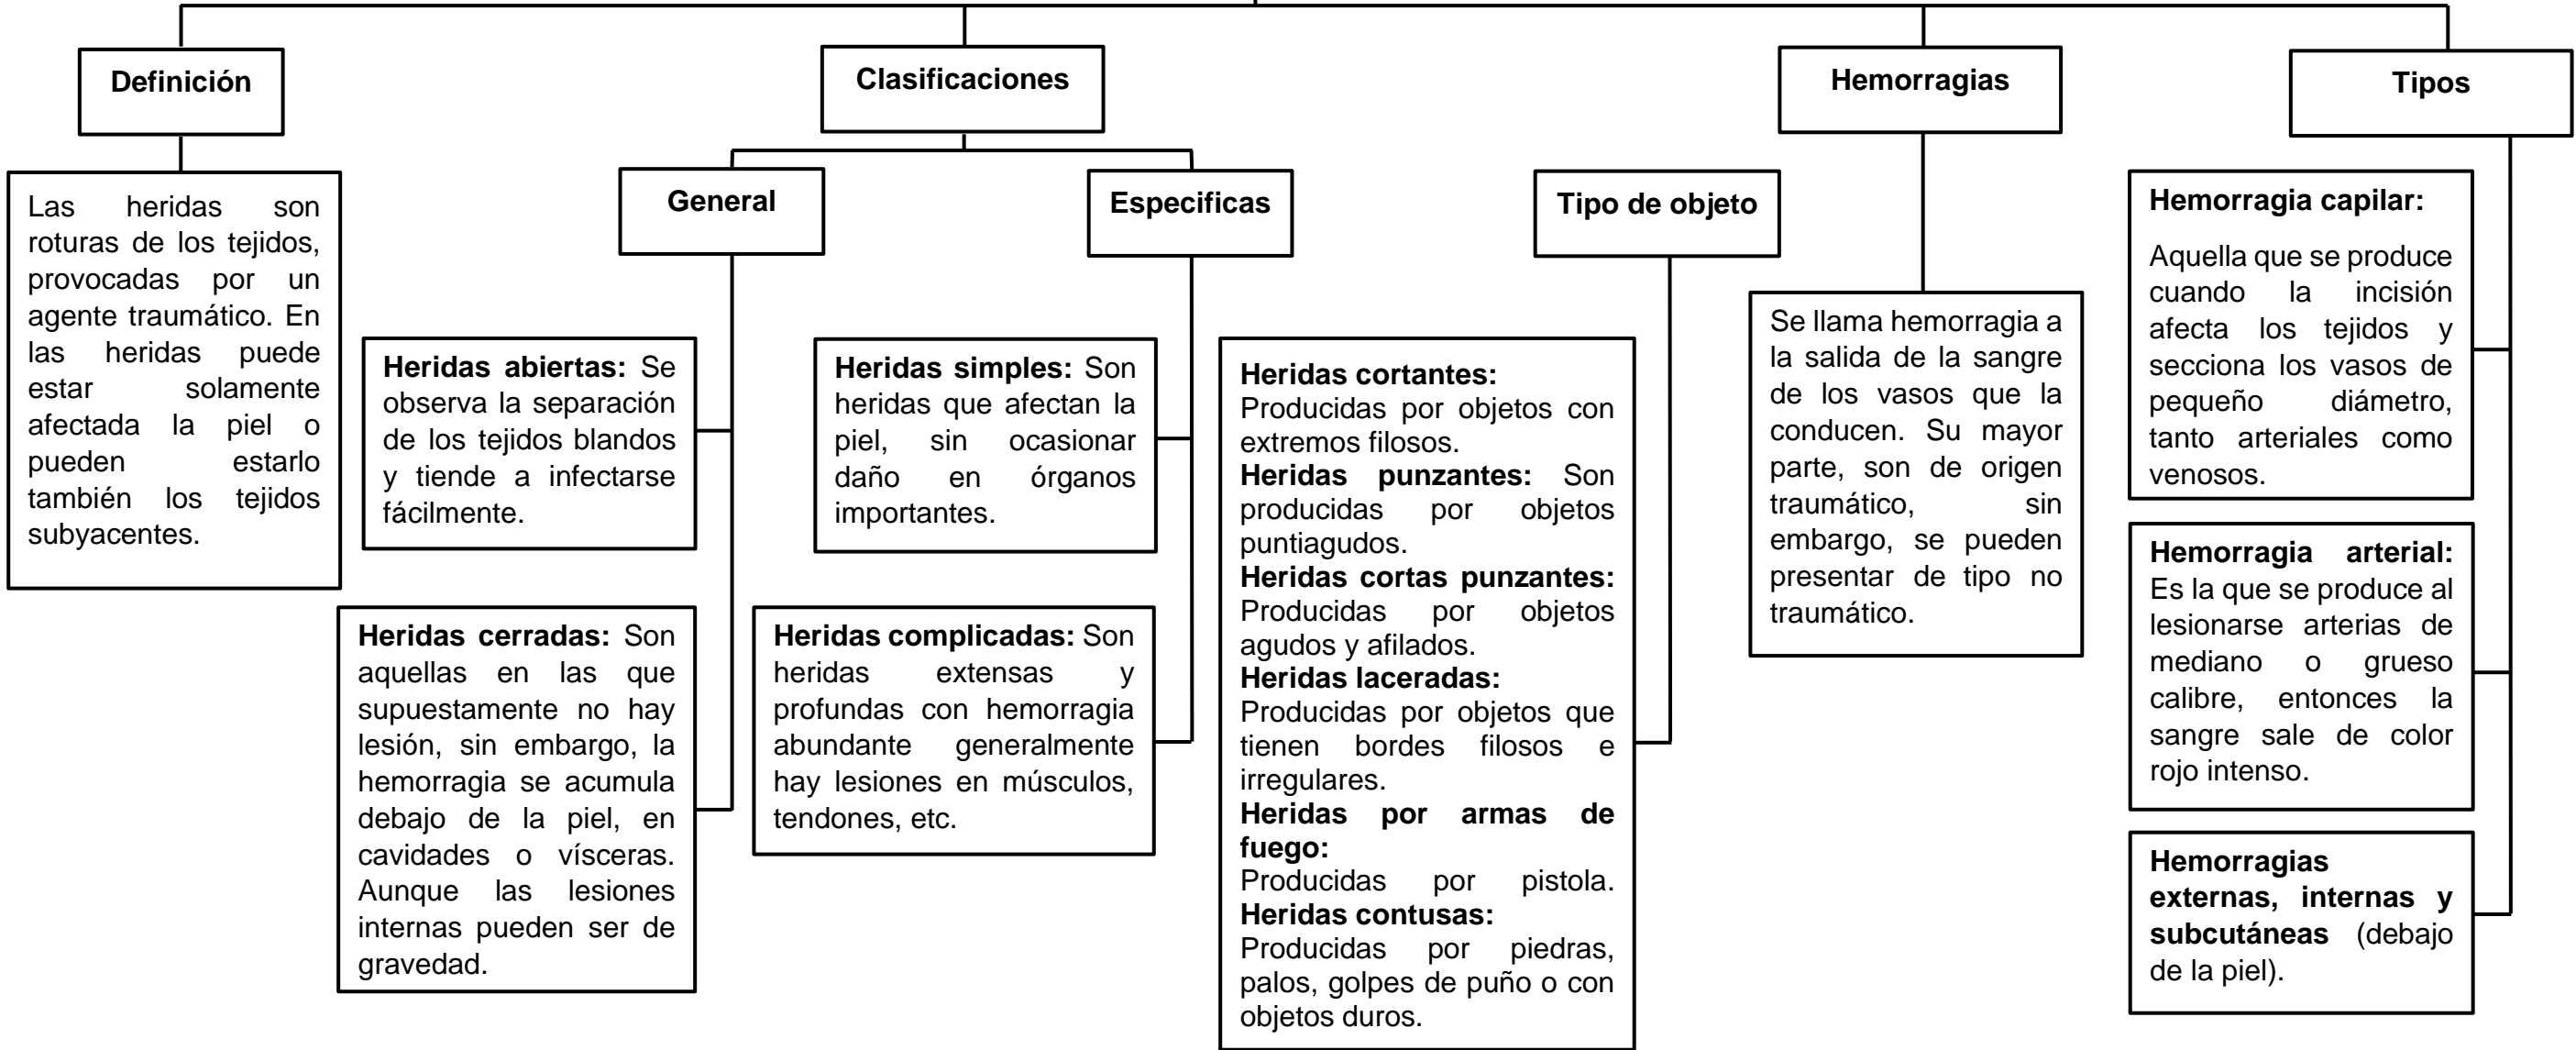 Definición
Clasificaciones
Hemorragias
Tipos
General
Especificas
Tipo de objeto
Las heridas son
roturas de los tejidos,
provocadas por un
agente traumático. En
las heridas puede
estar solamente
afectada la piel o
pueden estarlo
también los tejidos
subyacentes.
Heridas abiertas: Se
observa la separación
de los tejidos blandos
y tiende a infectarse
fácilmente.
Heridas cerradas: Son
aquellas en las que
supuestamente no hay
lesión, sin embargo, la
hemorragia se acumula
debajo de la piel, en
cavidades o vísceras.
Aunque las lesiones
internas pueden ser de
gravedad.
Heridas simples: Son
heridas que afectan la
piel, sin ocasionar
daño en órganos
importantes.
Heridas complicadas: Son
heridas extensas y
profundas con hemorragia
abundante generalmente
hay lesiones en músculos,
tendones, etc.
Heridas cortantes:
Producidas por objetos con
extremos filosos.
Heridas punzantes: Son
producidas por objetos
puntiagudos.
Heridas cortas punzantes:
Producidas por objetos
agudos y afilados.
Heridas laceradas:
Producidas por objetos que
tienen bordes filosos e
irregulares.
Heridas por armas de
fuego:
Producidas por pistola.
Heridas contusas:
Producidas por piedras,
palos, golpes de puño o con
objetos duros.
Se llama hemorragia a
la salida de la sangre
de los vasos que la
conducen. Su mayor
parte, son de origen
traumático, sin
embargo, se pueden
presentar de tipo no
traumático.
Hemorragia capilar:
Aquella que se produce
cuando la incisión
afecta los tejidos y
secciona los vasos de
pequeño diámetro,
tanto arteriales como
venosos.
Hemorragia arterial:
Es la que se produce al
lesionarse arterias de
mediano o grueso
calibre, entonces la
sangre sale de color
rojo intenso.
Hemorragias
externas, internas y
subcutáneas (debajo
de la piel).